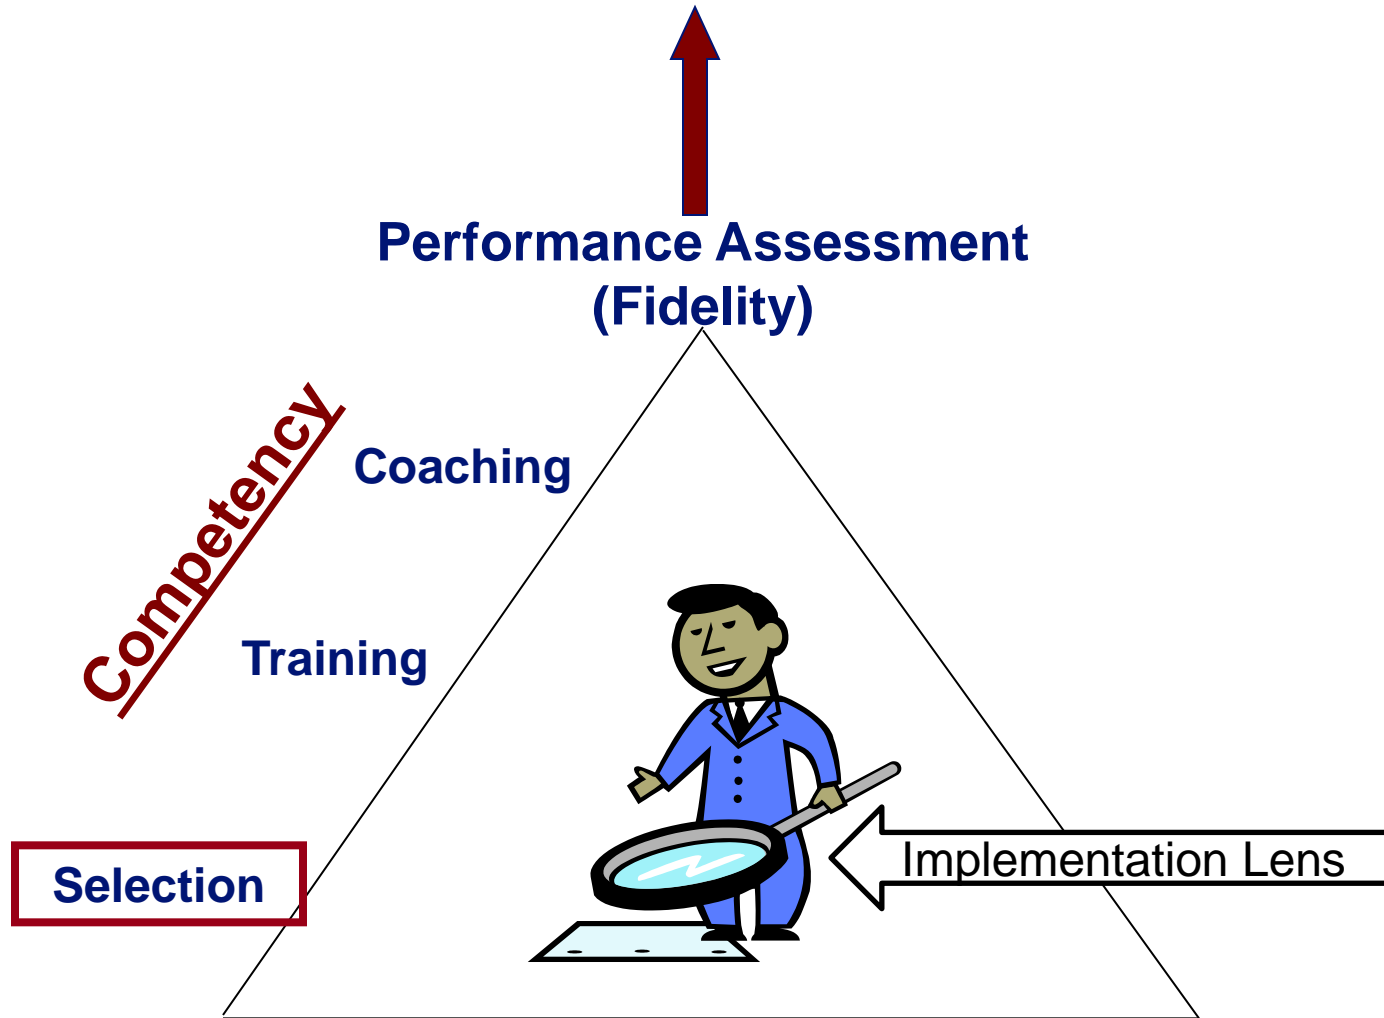 Performance Assessment
(Fidelity)
Competency
Coaching
Training
Selection
Implementation Lens